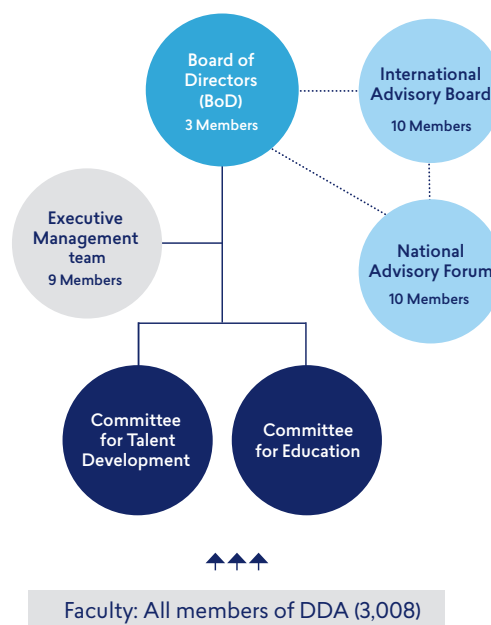 Board of
Directors
(BoD)
3 Members
International
Advisory Board
10 Members
Executive
Management
team
9 Members
National
Advisory Forum
10 Members
Committee
for Talent
Development
Committee
for Education
Faculty: All members of DDA (3,008)